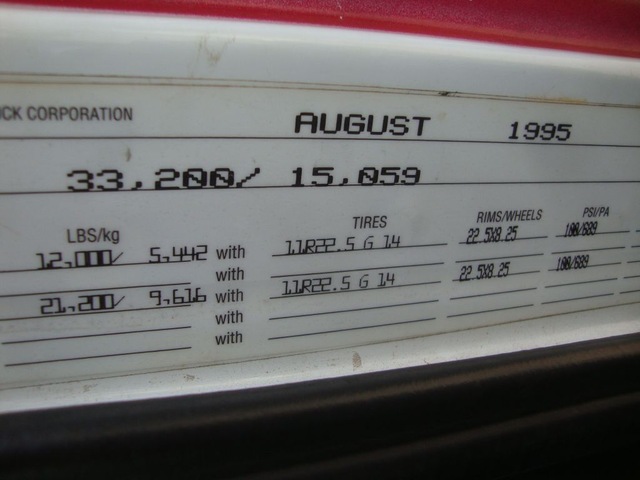 CK CORPORATION AUGUST 1995
33,200/ 15,059
LBS/kg TIRES RIMS/WHEELS PSI/PA
12,000/ 5,442 with 11R22.5 G 14 22.5X8.25 100/689
with
21,200/ 9,616 with 11R22.5 G 14 22.5X8.25 100/689
with
with